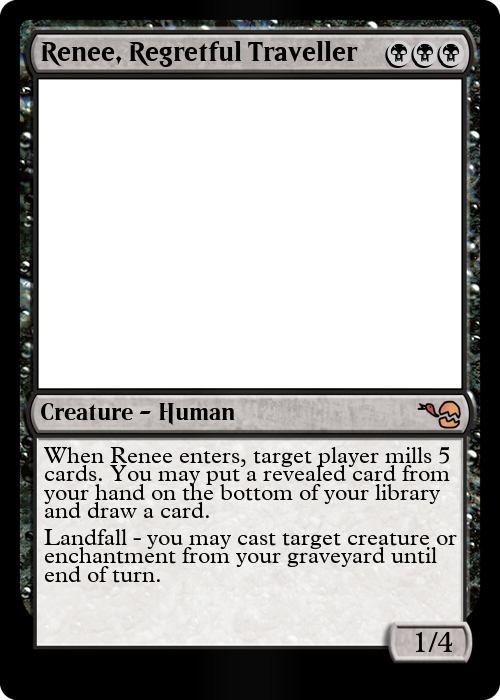 Renee, Regretful Traveller
Creature – Human
When Renee enters, target player mills 5
cards. You may put a revealed card from
your hand on the bottom of your library
and draw a card.
Landfall - you may cast target creature or
enchantment from your graveyard until
end of turn.
1/4